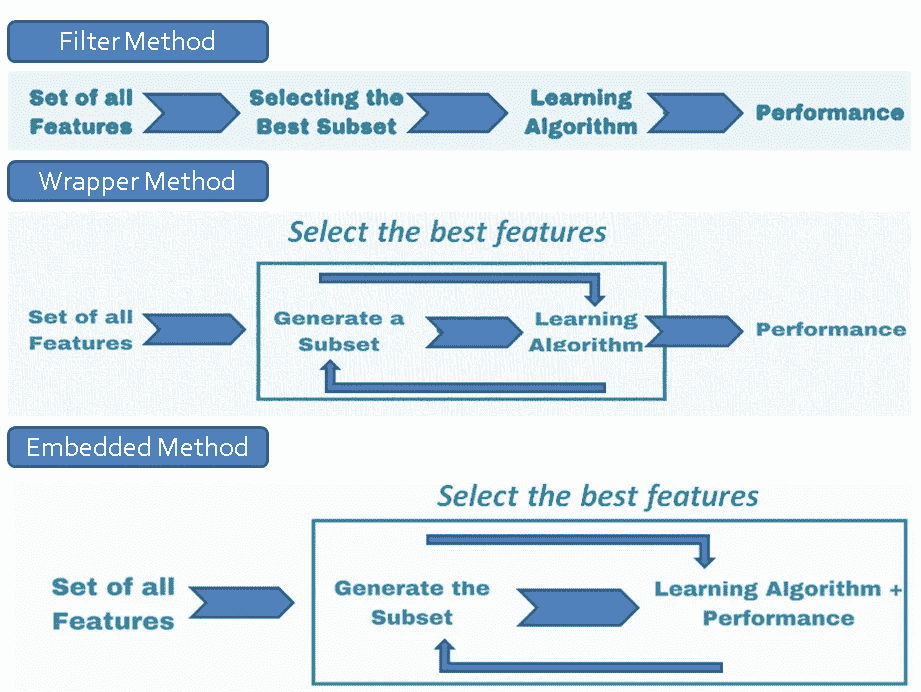 Filter Method
Set of all
Features
Selecting the
Best Subset
Learning
Algorithm
Performance
Wrapper Method
Select the best features
Set of all
Features
Generate a
Subset
Learning
Algorithm
Performance
Embedded Method
Select the best features
Set of all
Features
Generate the
Subset
Learning Algorithm +
Performance